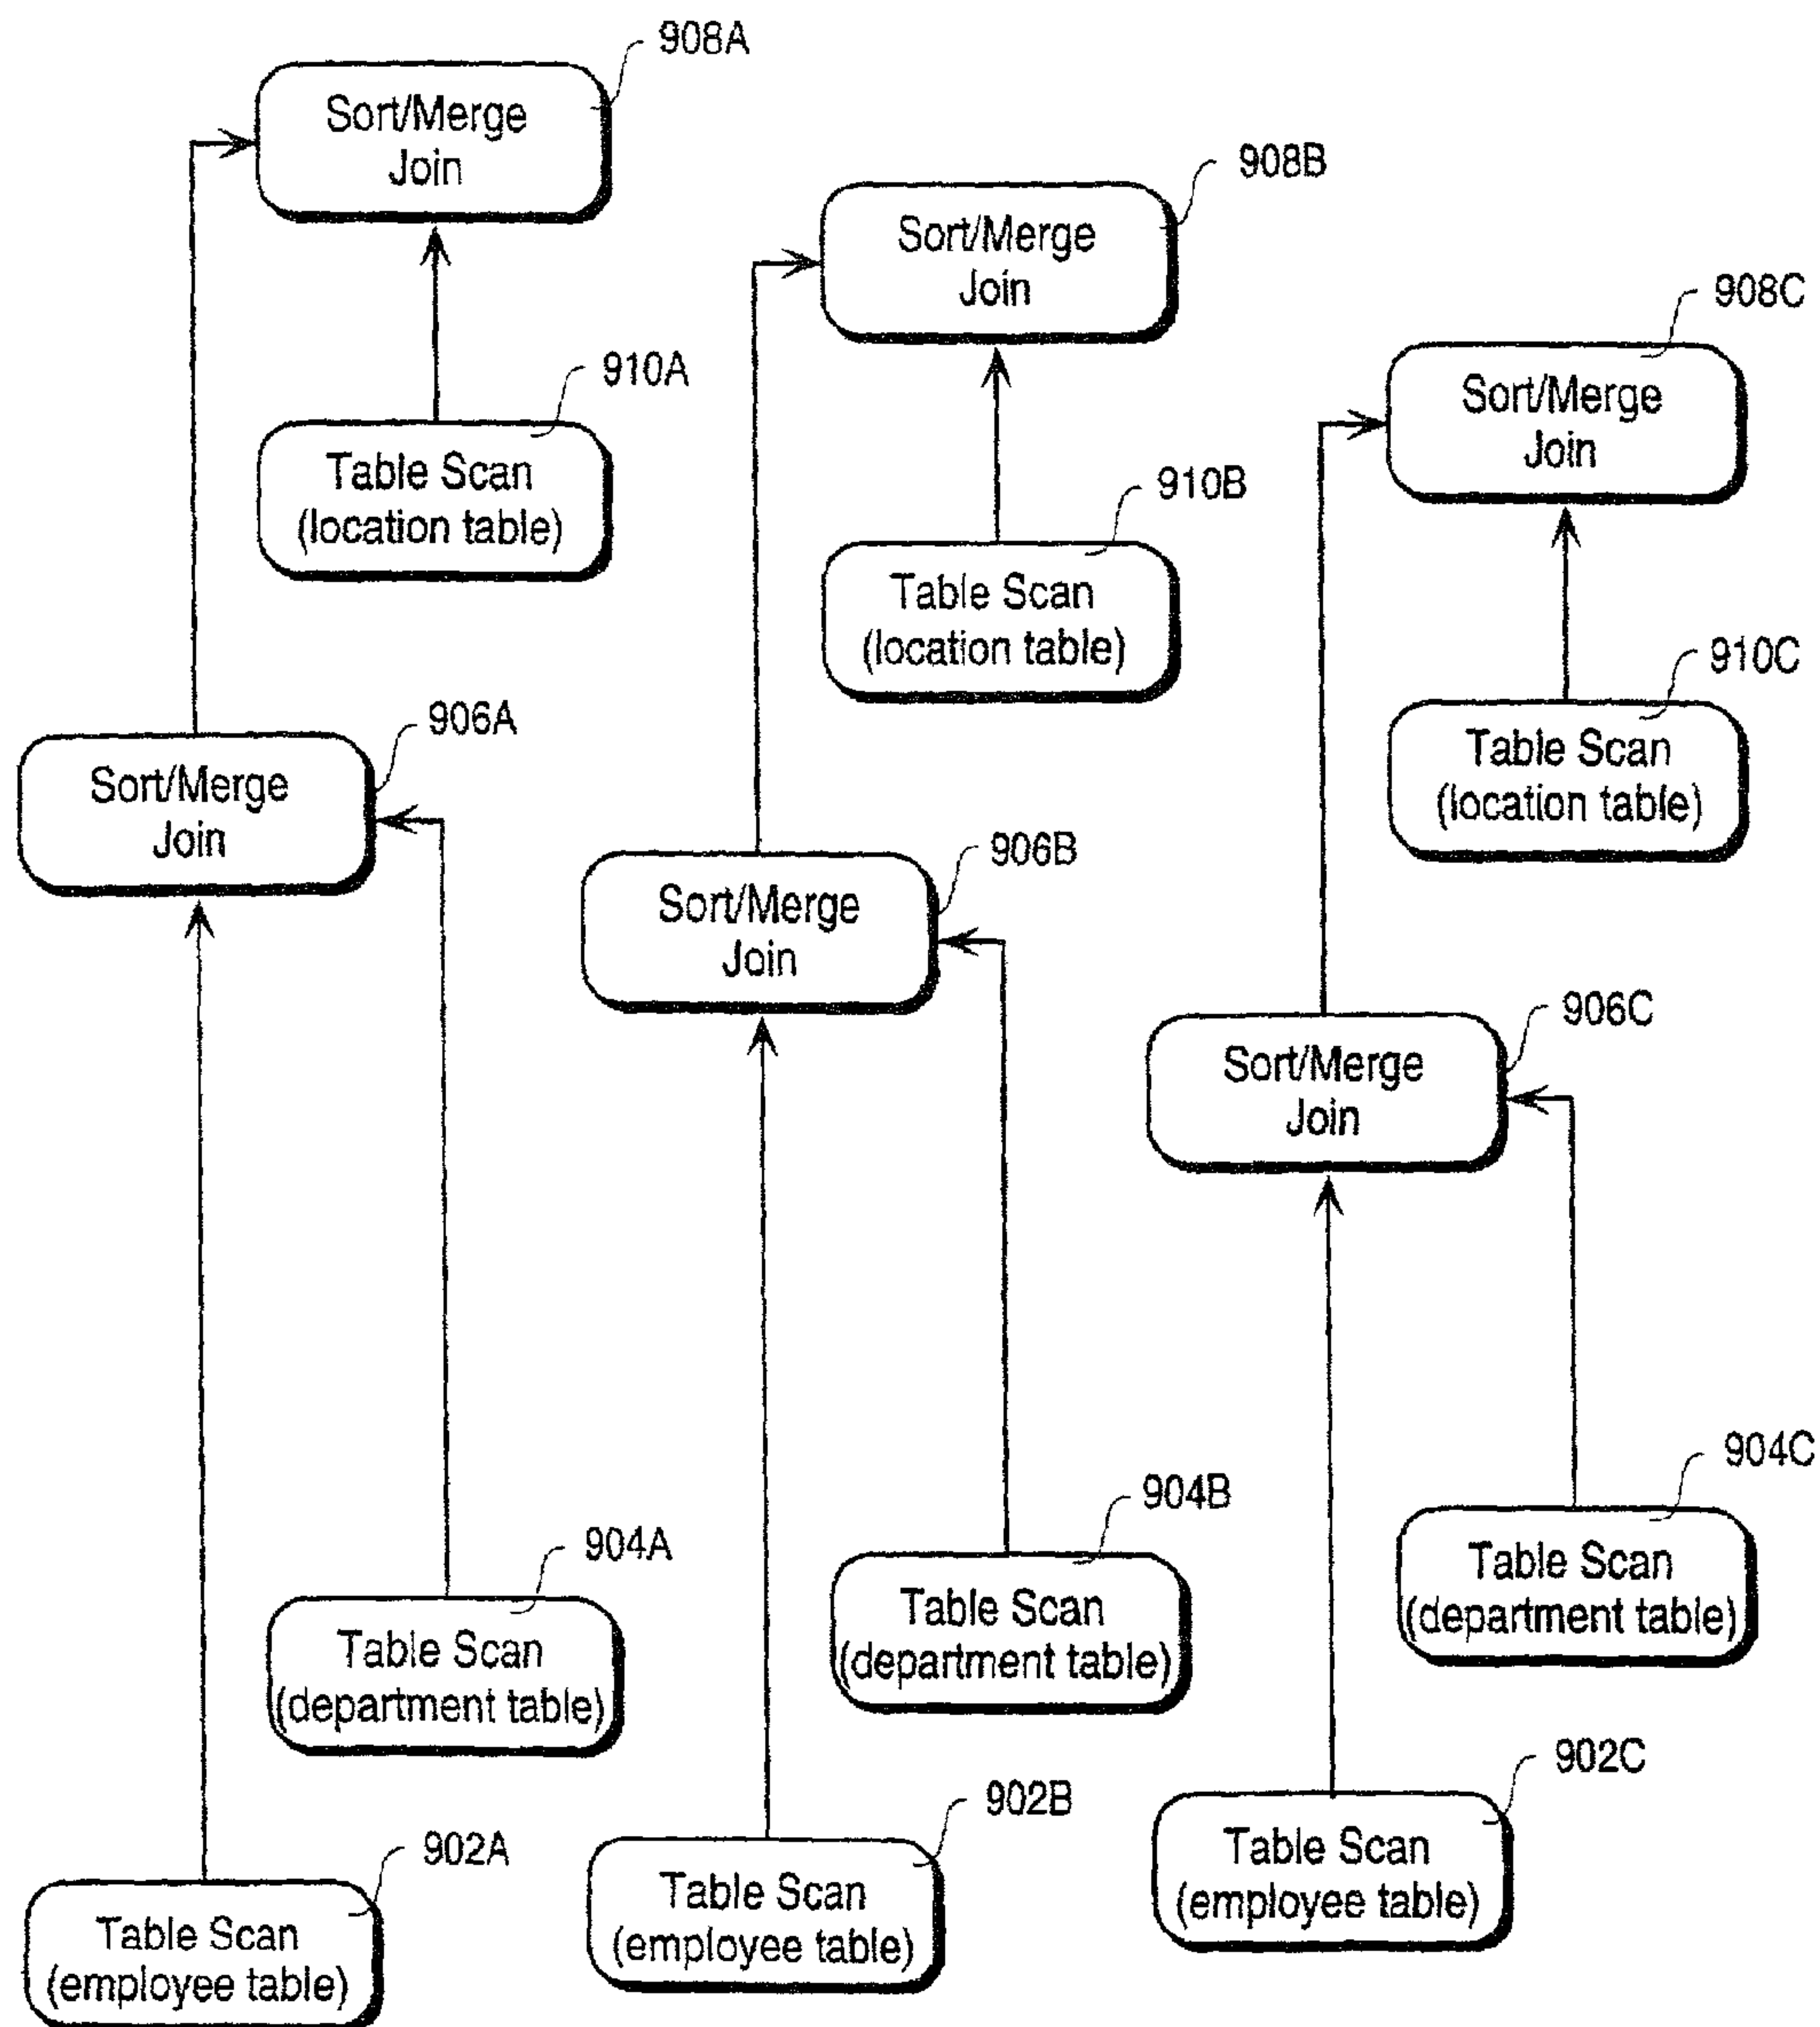 908A
Sort/Merge
Join
908B
Sort/Merge
Join
908C
Sort/Merge
Join
910A
Table Scan
(location table)
910B
Table Scan
(location table)
910C
Table Scan
(location table)
906A
Sort/Merge
Join
906B
Sort/Merge
Join
906C
Sort/Merge
Join
904A
Table Scan
(department table)
904B
Table Scan
(department table)
904C
Table Scan
(department table)
902A
Table Scan
(employee table)
902B
Table Scan
(employee table)
902C
Table Scan
(employee table)